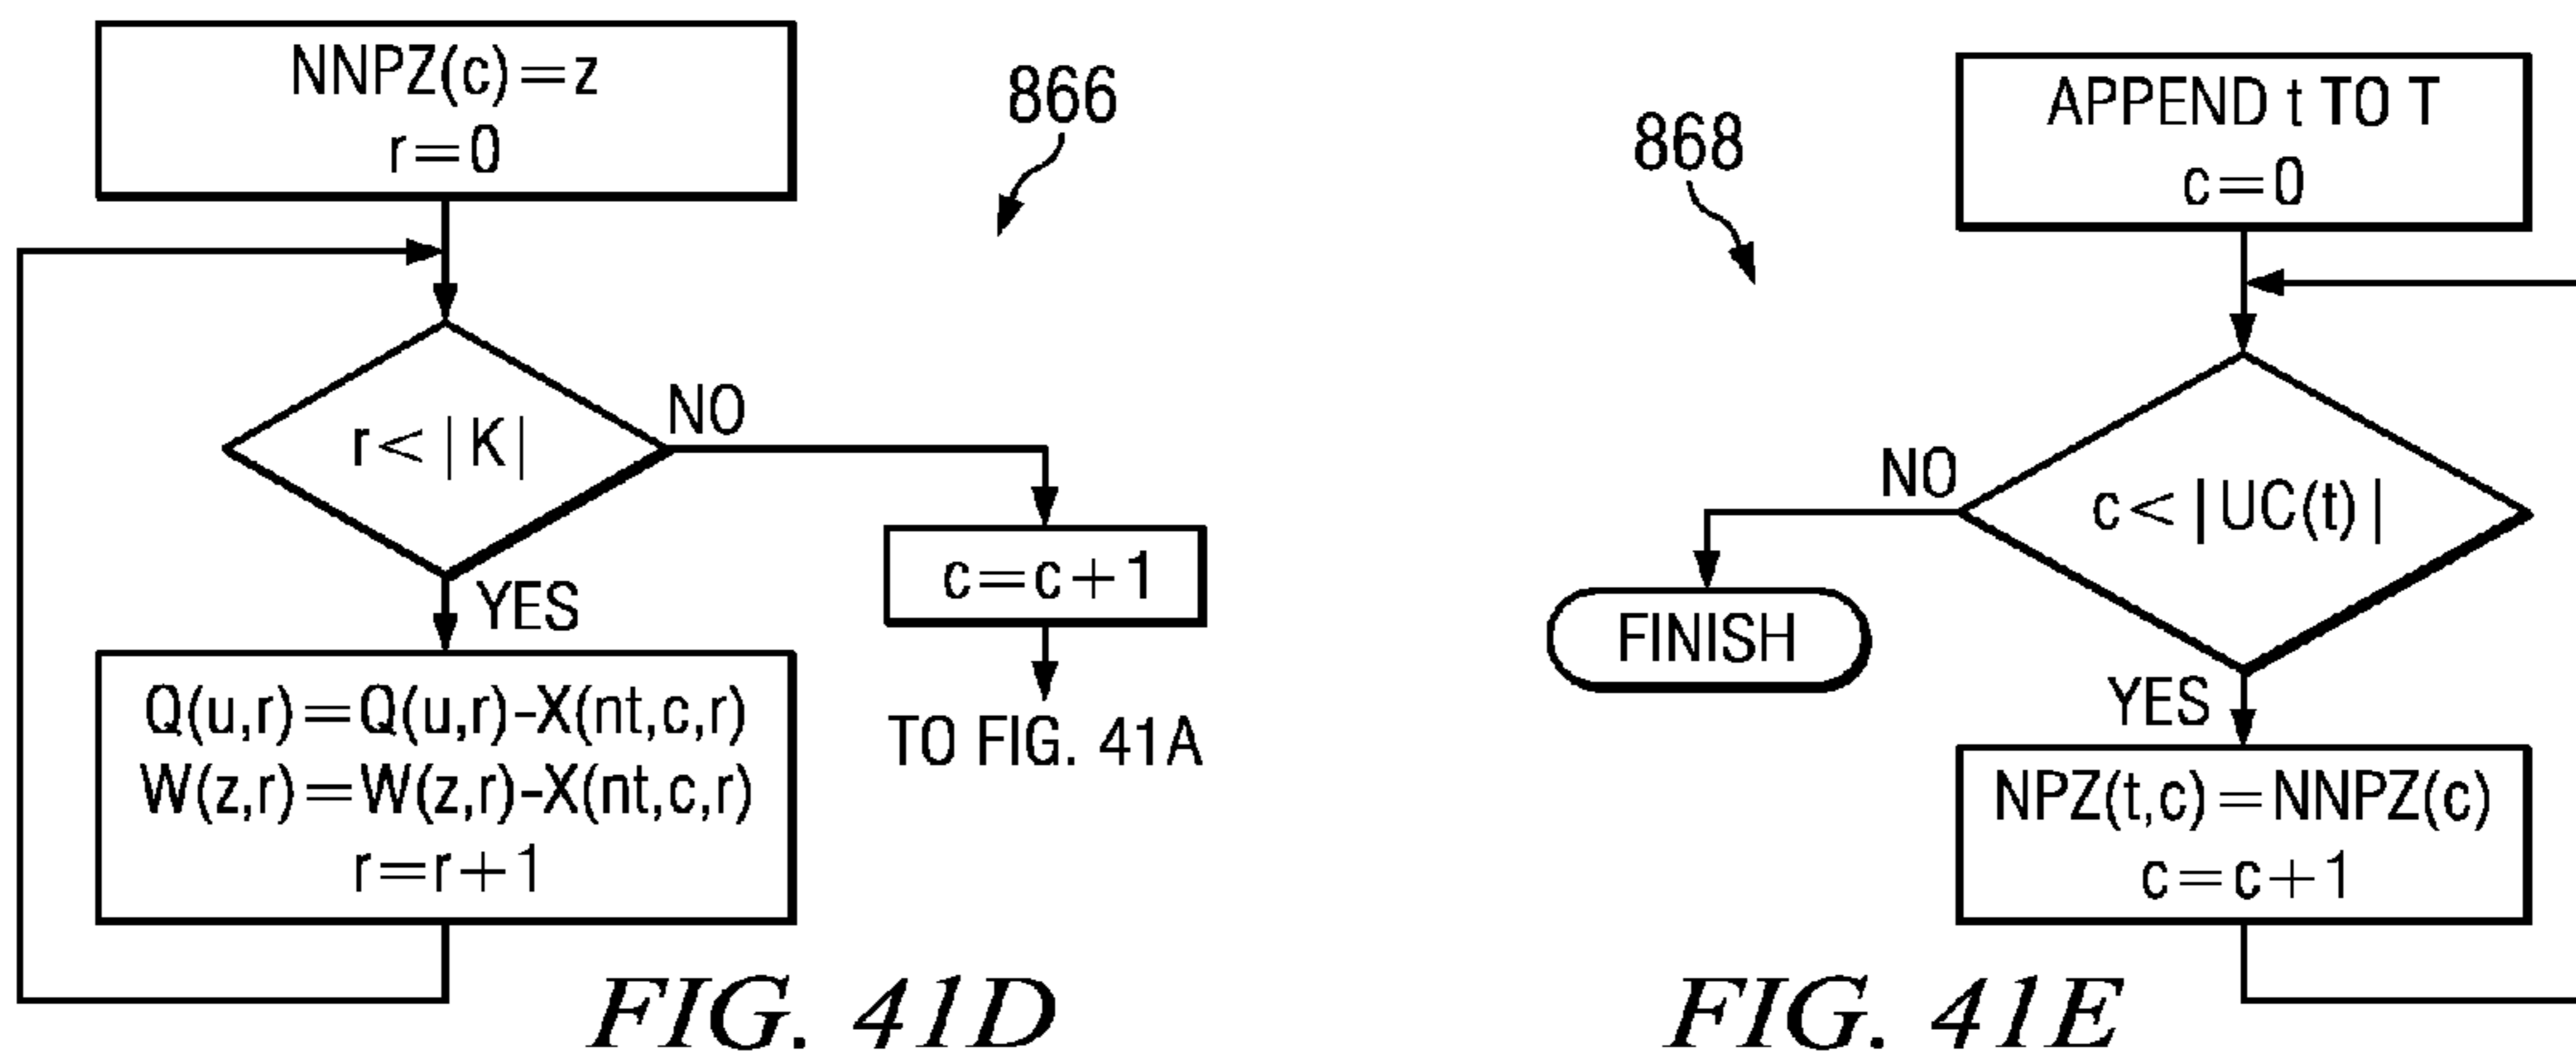 NNPZ(c)=z
r=0
866
r<|K|
NO
c=c+1
TO FIG. 41A
YES
Q(u,r)=Q(u,r)-X(nt,c,r)
W(z,r)=W(z,r)-X(nt,c,r)
r=r+1
FIG. 41D
868
APPEND t TO T
c=0
c<|UC(t)|
NO
FINISH
YES
NPZ(t,c)=NNPZ(c)
c=c+1
FIG. 41E